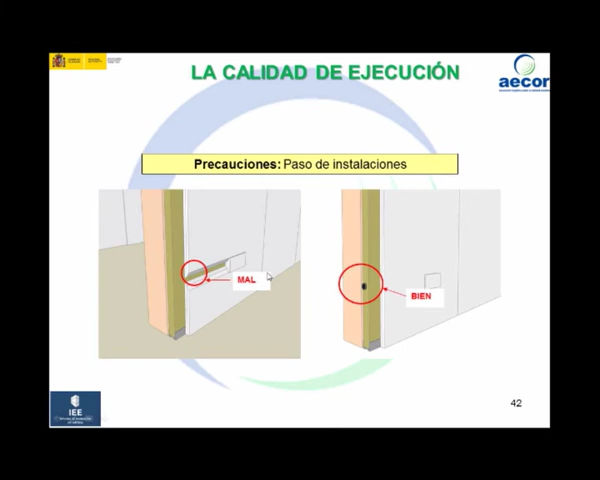 LA CALIDAD DE EJECUCIÓN
aecor
Precauciones: Paso de instalaciones
MAL
BIEN
IEE
42